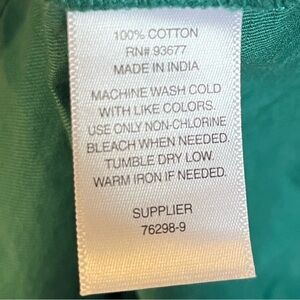 100% COTTON
RN# 93677
MADE IN INDIA
MACHINE WASH COLD
WITH LIKE COLORS.
USE ONLY NON-CHLORINE
BLEACH WHEN NEEDED.
TUMBLE DRY LOW.
WARM IRON IF NEEDED.
SUPPLIER
76298-9